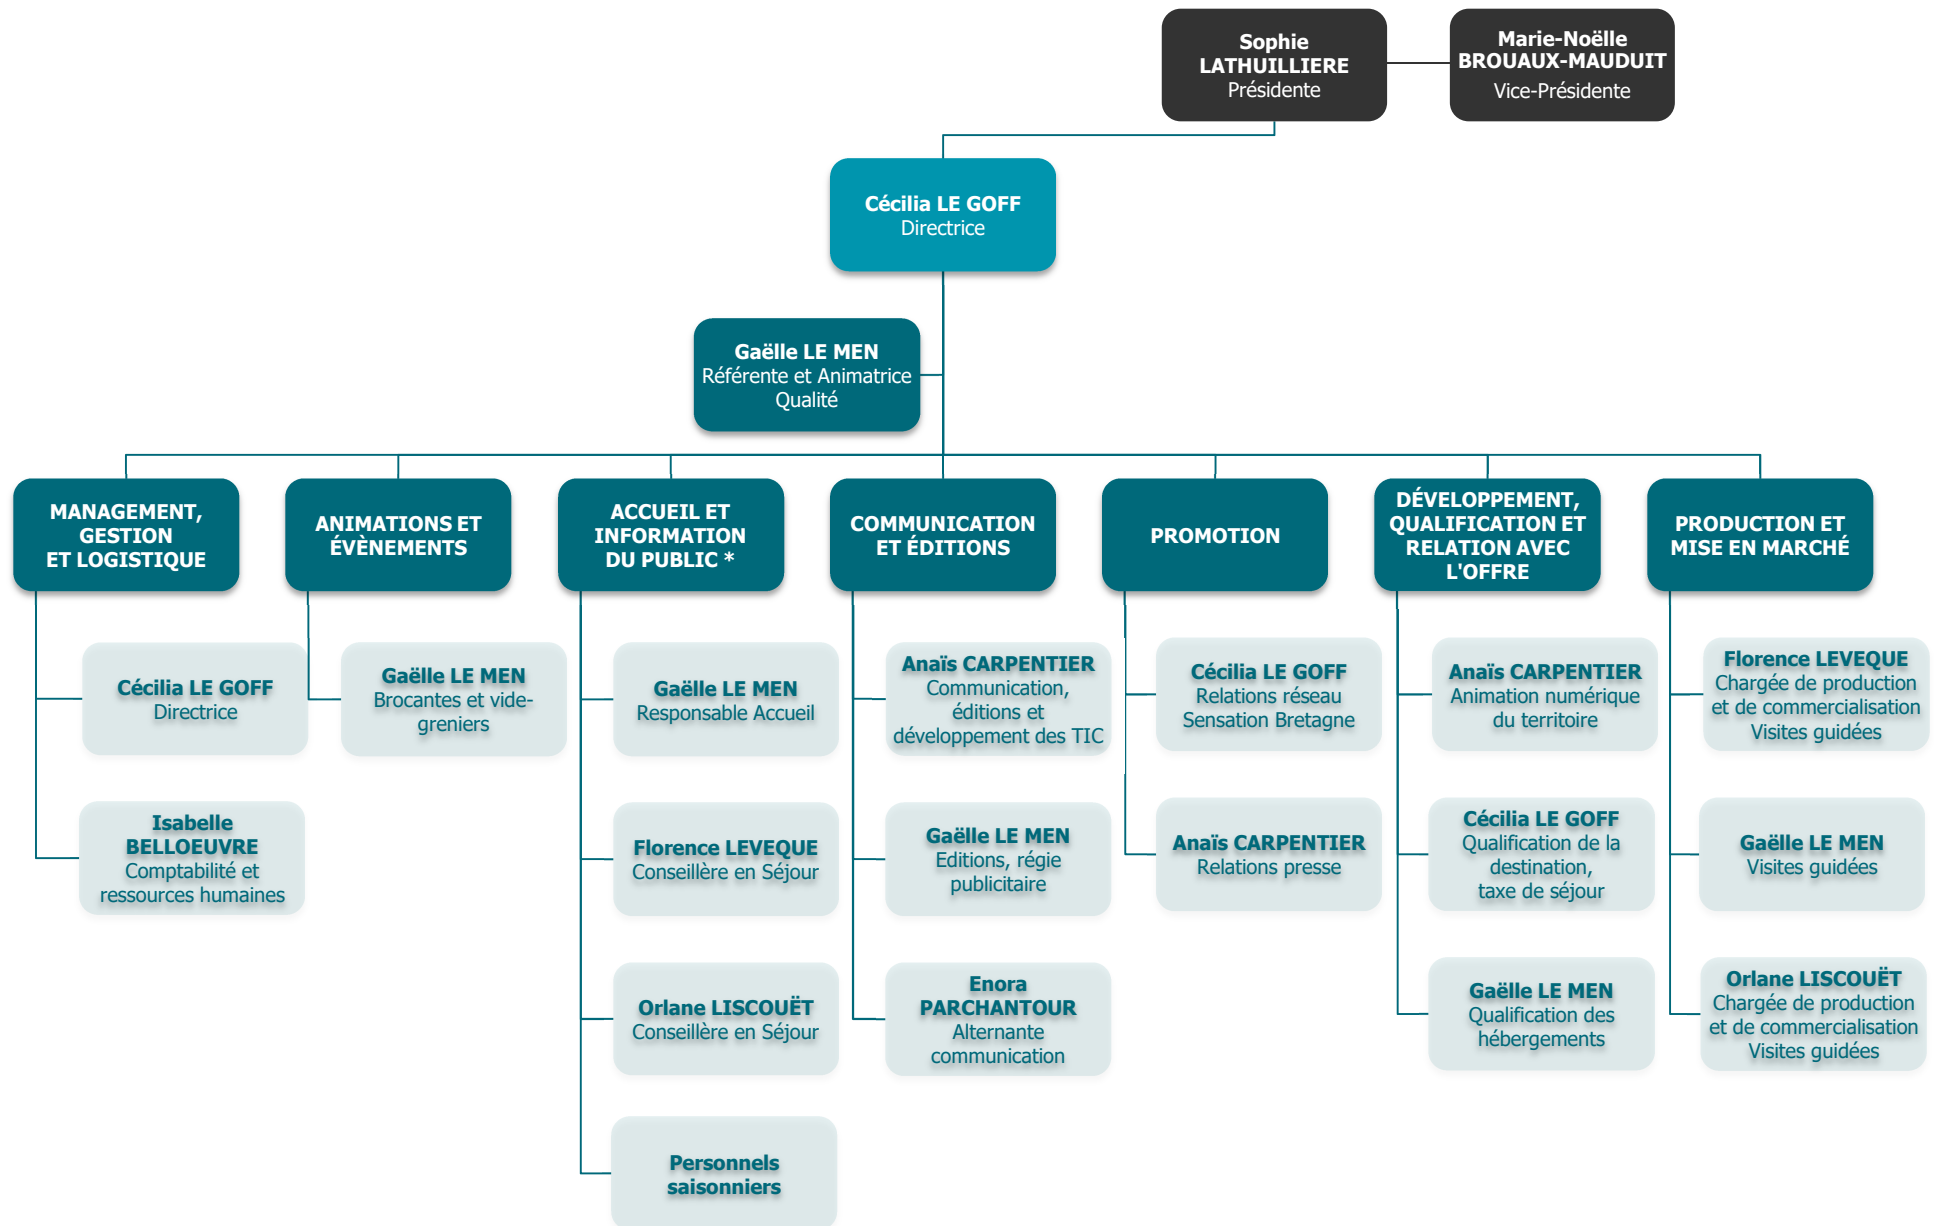 Sophie
LATHUILLIERE
Présidente
Marie-Noëlle
BROUAUX-MAUDUIT
Vice-Présidente
Cécilia LE GOFF
Directrice
Gaëlle LE MEN
Référente et Animatrice
Qualité
MANAGEMENT,
GESTION
ET LOGISTIQUE
ANIMATIONS ET
ÉVÈNEMENTS
ACCUEIL ET
INFORMATION
DU PUBLIC *
COMMUNICATION
ET ÉDITIONS
PROMOTION
DÉVELOPPEMENT,
QUALIFICATION ET
RELATION AVEC
L'OFFRE
PRODUCTION ET
MISE EN MARCHÉ
Cécilia LE GOFF
Directrice
Isabelle
BELLOEUVRE
Comptabilité et
ressources humaines
Gaëlle LE MEN
Brocantes et vide-
greniers
Gaëlle LE MEN
Responsable Accueil
Florence LEVEQUE
Conseillère en Séjour
Orlane LISCOUËT
Conseillère en Séjour
Personnels
saisonniers
Anaïs CARPENTIER
Communication,
éditions et
développement des TIC
Gaëlle LE MEN
Editions, régie
publicitaire
Enora
PARCHANTOUR
Alternante
communication
Cécilia LE GOFF
Relations réseau
Sensation Bretagne
Anaïs CARPENTIER
Relations presse
Anaïs CARPENTIER
Animation numérique
du territoire
Cécilia LE GOFF
Qualification de la
destination,
taxe de séjour
Gaëlle LE MEN
Qualification des
hébergements
Florence LEVEQUE
Chargée de production
et de commercialisation
Visites guidées
Gaëlle LE MEN
Visites guidées
Orlane LISCOUËT
Chargée de production
et de commercialisation
Visites guidées